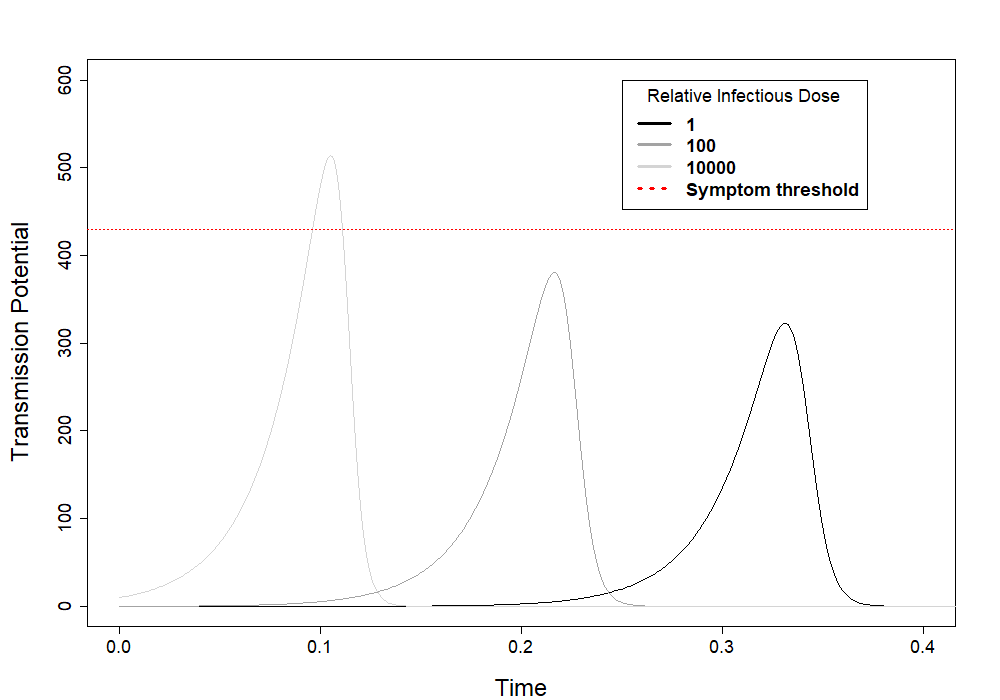 Relative Infectious Dose
1
100
10000
Symptom threshold
Transmission Potential
600
500
400
300
200
100
0
0.0 0.1 0.2 0.3 0.4
Time